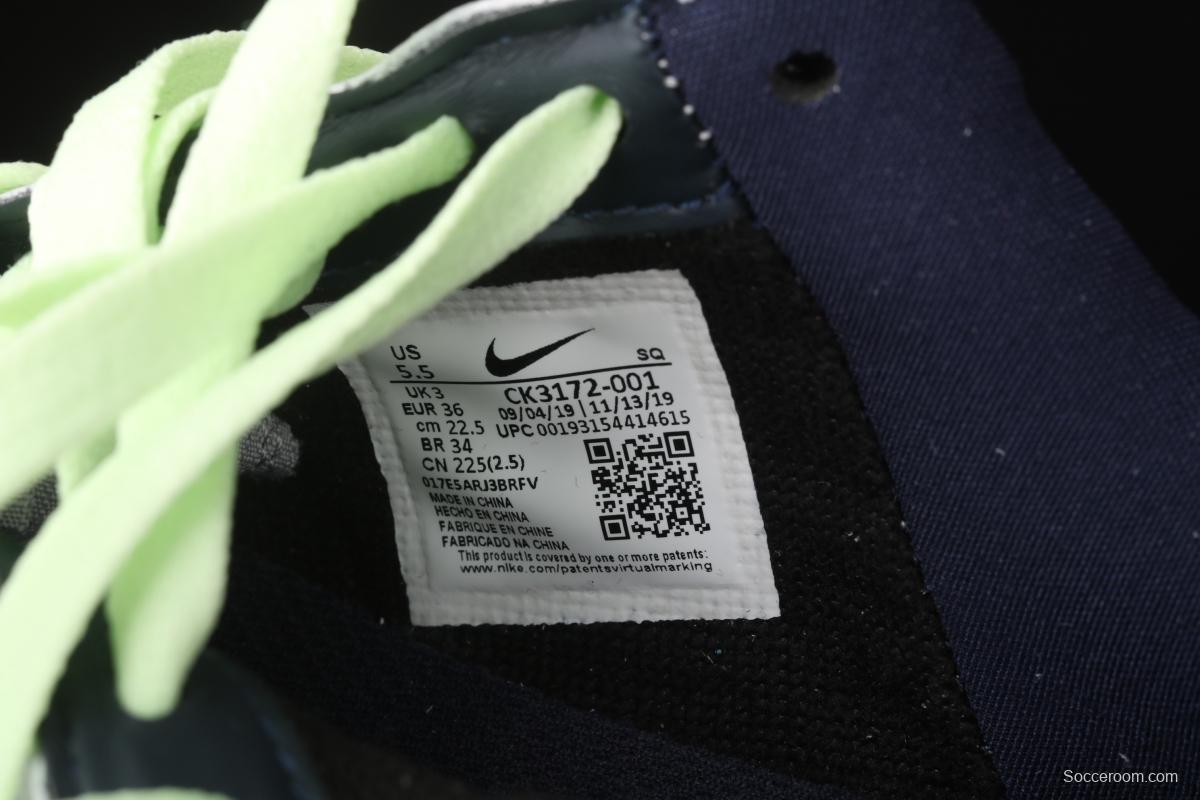 US
5.5
SQ
UK 3
EUR 36
cm 22.5
BR 34
CN 225(2.5)
CK3172-001
09/04/19 | 11/13/19
UPC 00193154414615
017E5ARJ3BRFV
MADE IN CHINA
HECHO EN CHINA
FABRIQUE EN CHINE
FABRICADO NA CHINA
This product is covered by one or more patents:
www.nike.com/patentsvirtualmarking
Socceroom.com